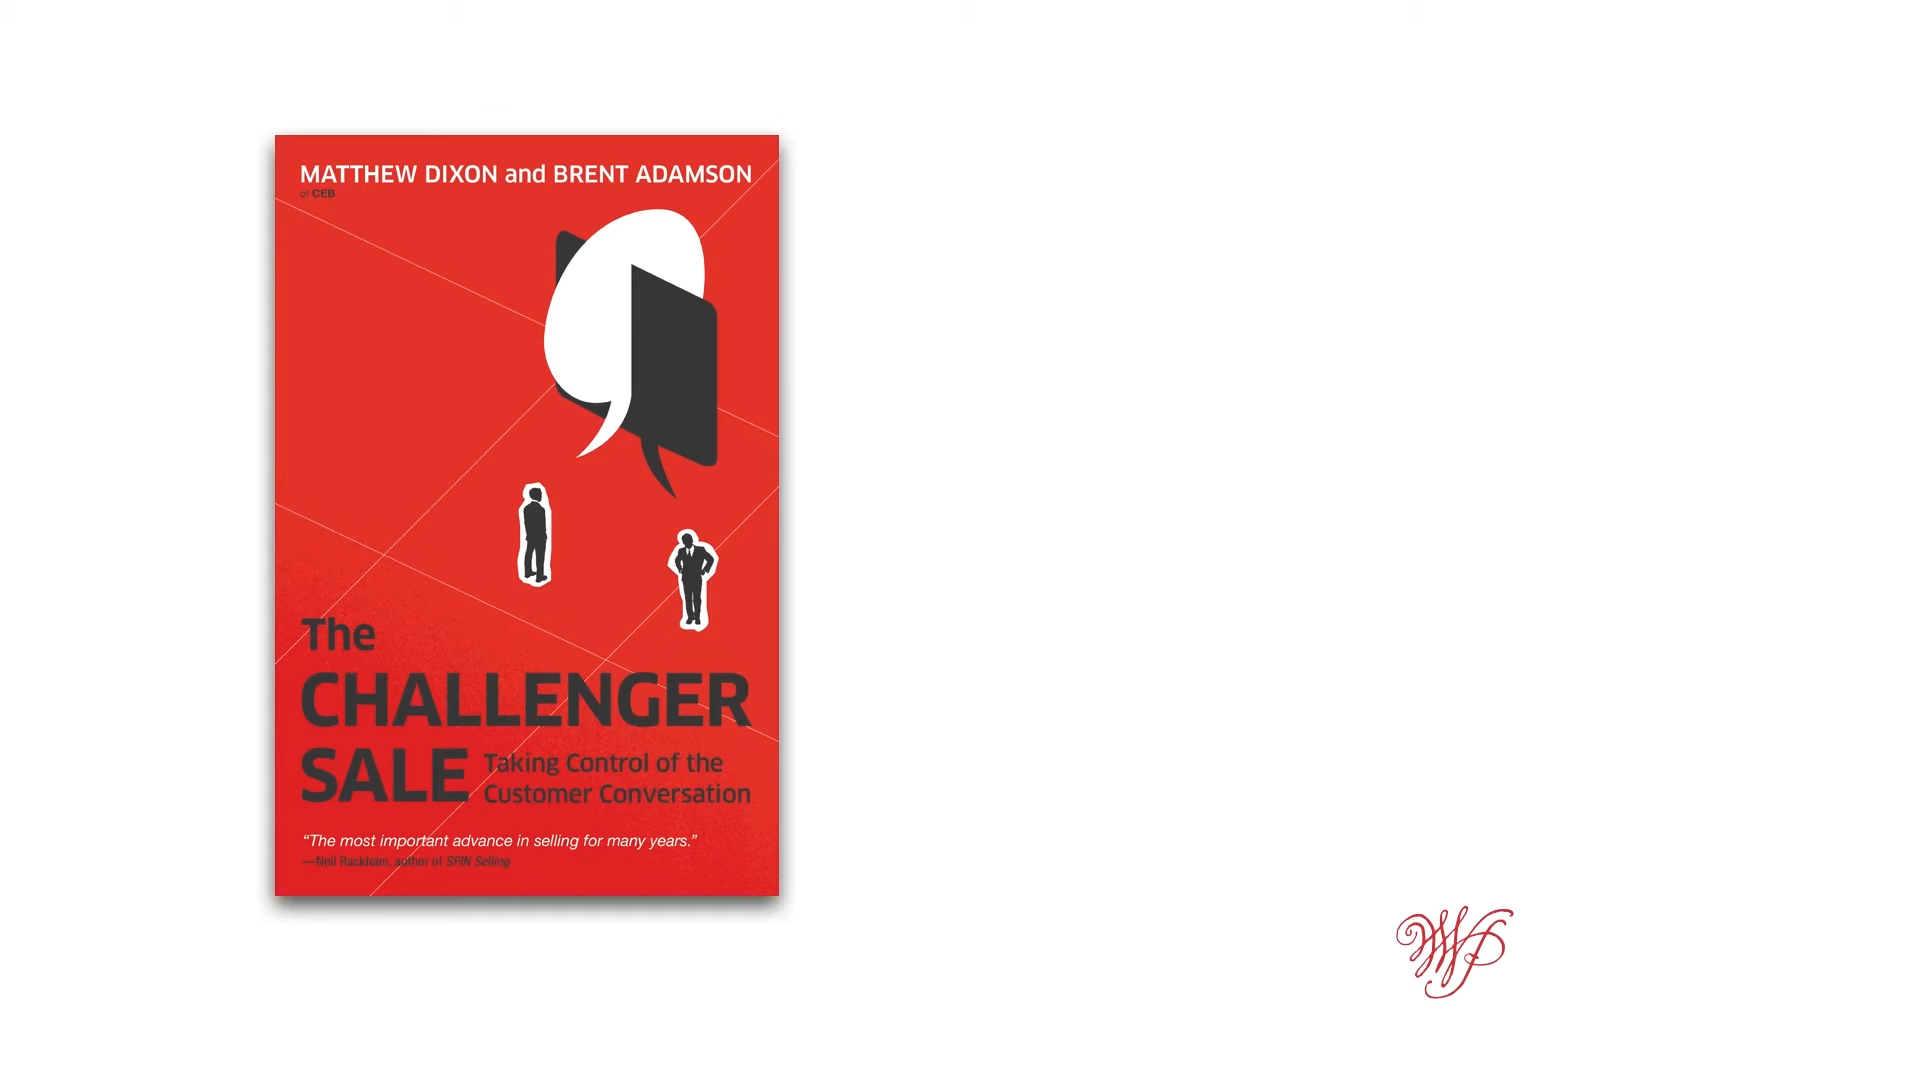 MATTHEW DIXON and BRENT ADAMSON
of CEB
The
CHALLENGER
SALE
Taking Control of the
Customer Conversation
“The most important advance in selling for many years.”
—Neil Rackham, author of SPIN Selling